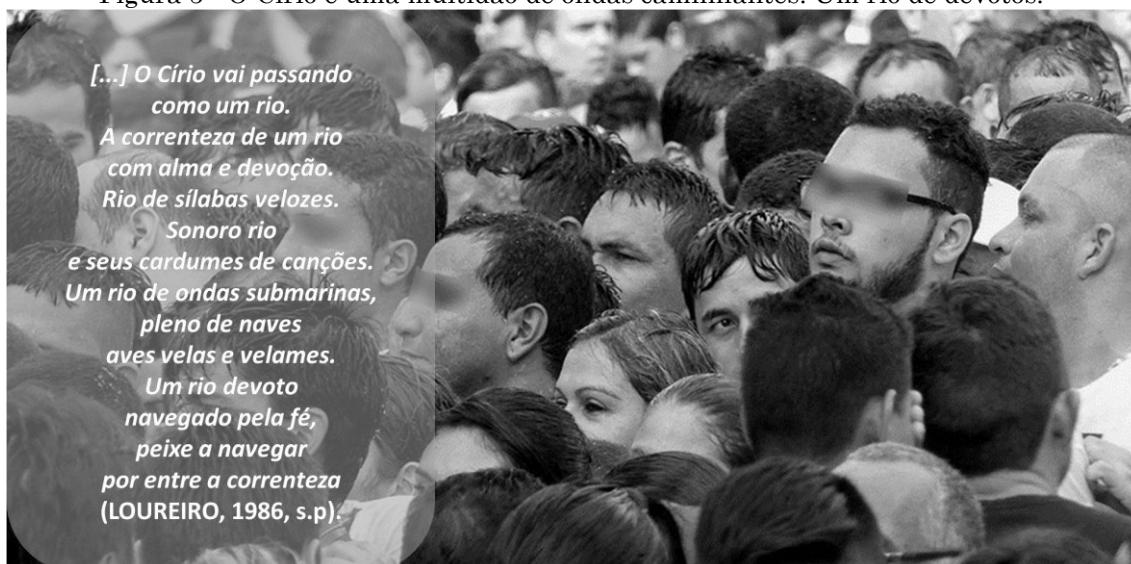 Figura 3 - O Círio é uma multidão de ondas caminhantes. Um rio de devotos.
[...] O Círio vai passando
como um rio.
A correnteza de um rio
com alma e devoção.
Rio de sílabas velozes.
Sonoro rio
e seus cardumes de canções.
Um rio de ondas submarinas,
pleno de naves
aves velas e velames.
Um rio devoto
navegado pela fé,
peixe a navegar
por entre a correnteza
(LOUREIRO, 1986, s.p).